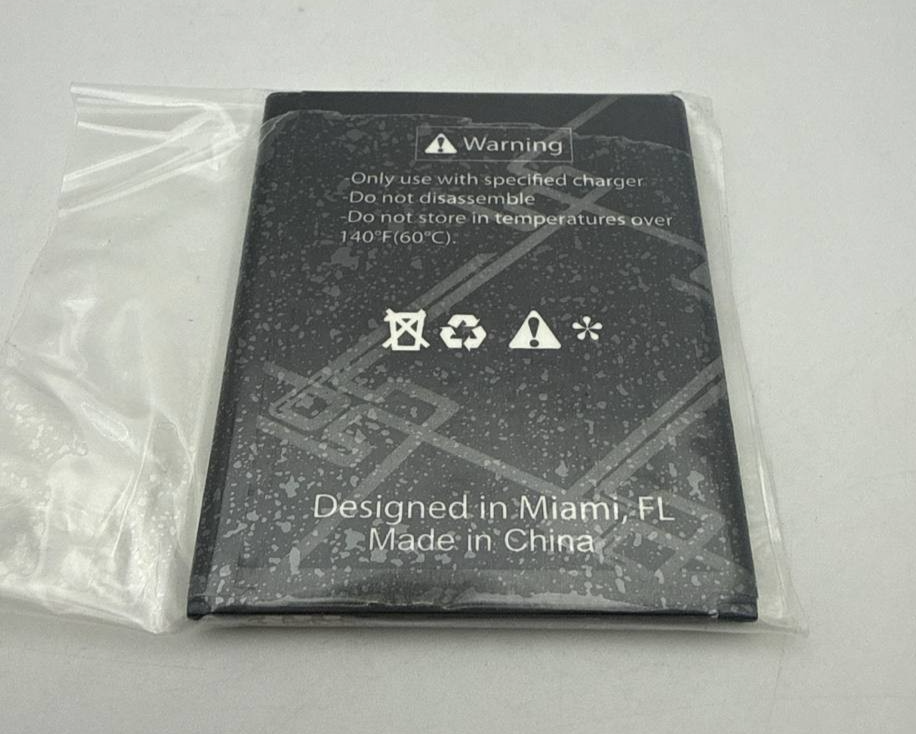 Warning
-Only use with specified charger
-Do not disassemble
-Do not store in temperatures over
140°F(60°C).
Designed in Miami, FL
Made in China